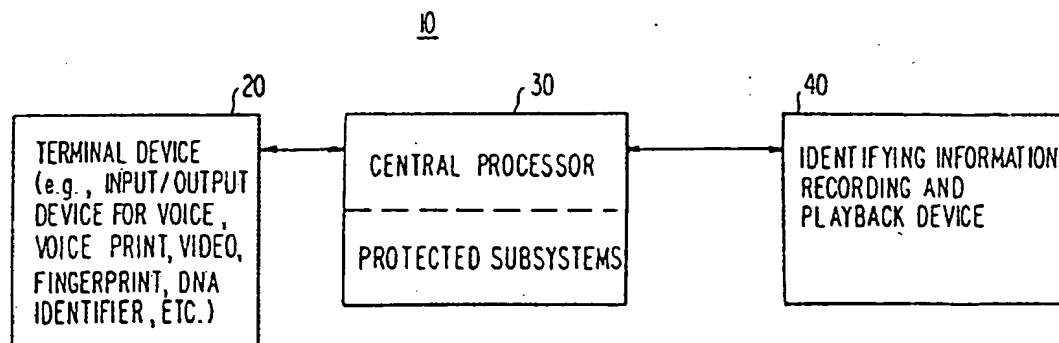 10
20
30
40
TERMINAL DEVICE
(e.g., INPUT/OUTPUT
DEVICE FOR VOICE,
VOICE PRINT, VIDEO,
FINGERPRINT, DNA
IDENTIFIER, ETC.)
CENTRAL PROCESSOR
PROTECTED SUBSYSTEMS
IDENTIFYING INFORMATION
RECORDING AND
PLAYBACK DEVICE